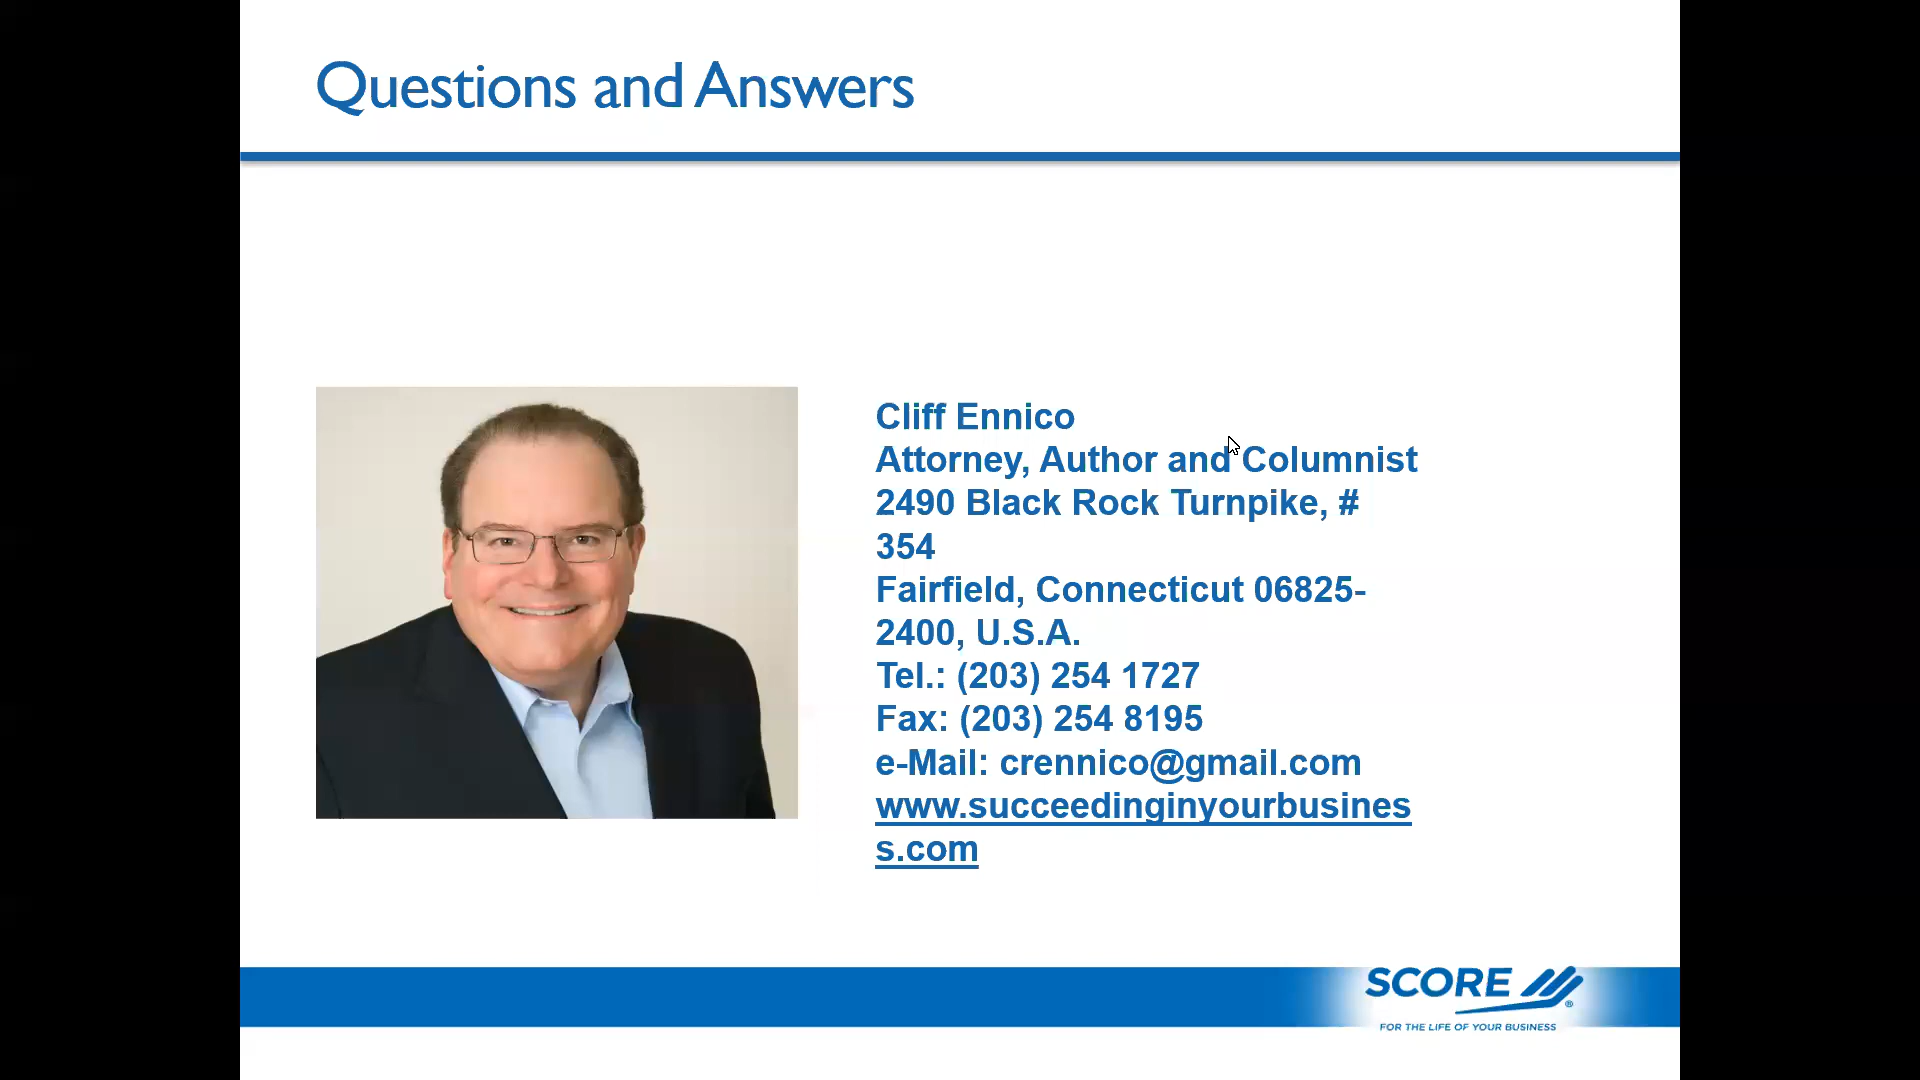 Questions and Answers
Cliff Ennico
Attorney, Author and Columnist
2490 Black Rock Turnpike, #
354
Fairfield, Connecticut 06825-
2400, U.S.A.
Tel.: (203) 254 1727
Fax: (203) 254 8195
e-Mail: crennico@gmail.com
www.succeedinginyourbusines
s.com
SCORE ®
FOR THE LIFE OF YOUR BUSINESS